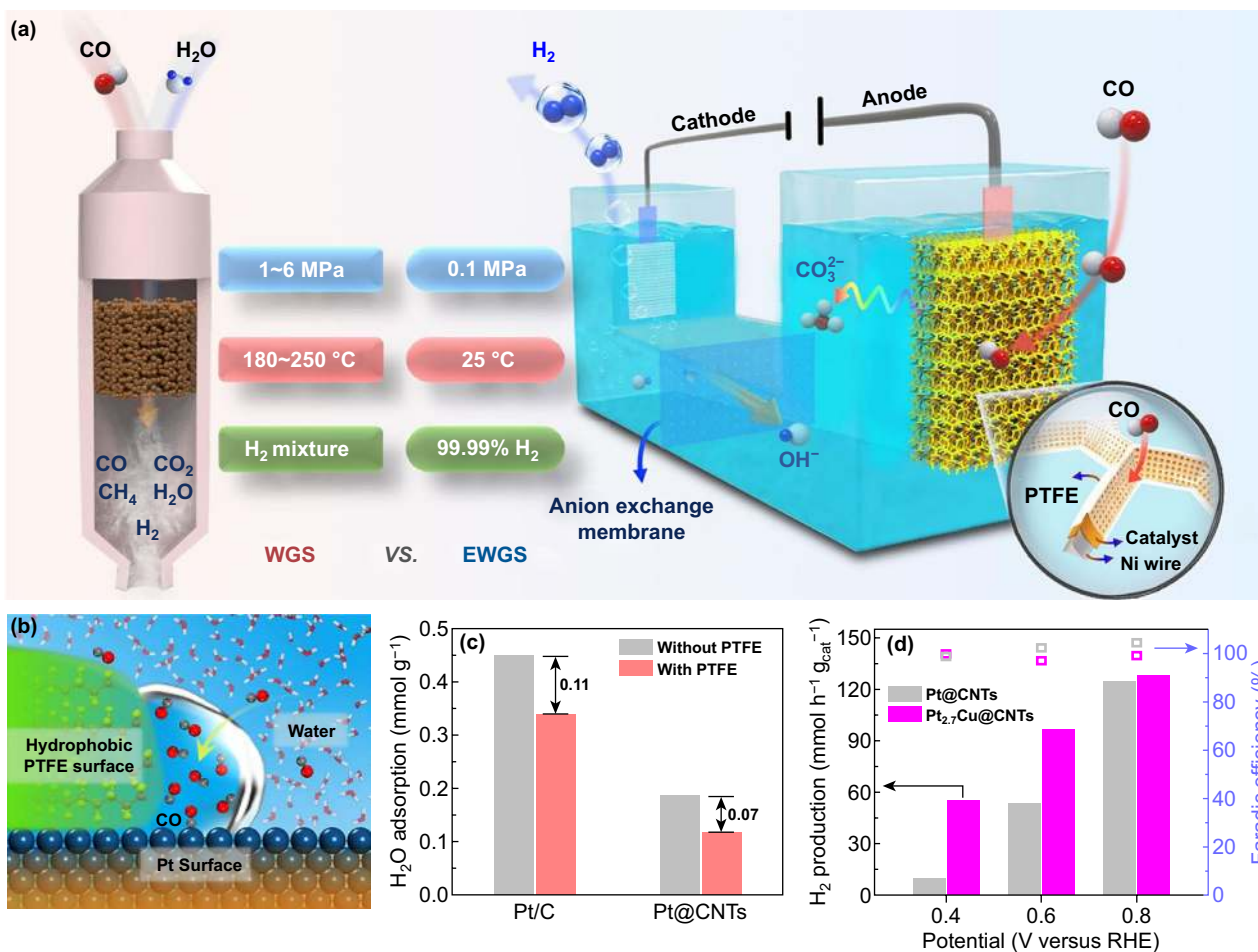 (a)
CO
H₂O
H₂
Cathode
Anode
CO
1~6 MPa
0.1 MPa
CO₃²⁻
180~250 °C
25 °C
H₂ mixture
99.99% H₂
OH⁻
CO
CO₂
CH₄
H₂O
H₂
Anion exchange
membrane
WGS
VS.
EWGS
CO
PTFE
Catalyst
Ni wire
(b)
Hydrophobic
PTFE surface
Water
CO
Pt Surface
(c)
H₂O adsorption (mmol g⁻¹)
0.5
0.4
0.3
0.2
0.1
0.0
Without PTFE
With PTFE
0.11
0.07
Pt/C
Pt@CNTs
(d)
H₂ production (mmol h⁻¹ g_cat⁻¹)
150
120
90
60
30
0
Pt@CNTs
Pt₂.₇Cu@CNTs
100
80
60
40
20
0
0.4
0.6
0.8
Potential (V versus RHE)